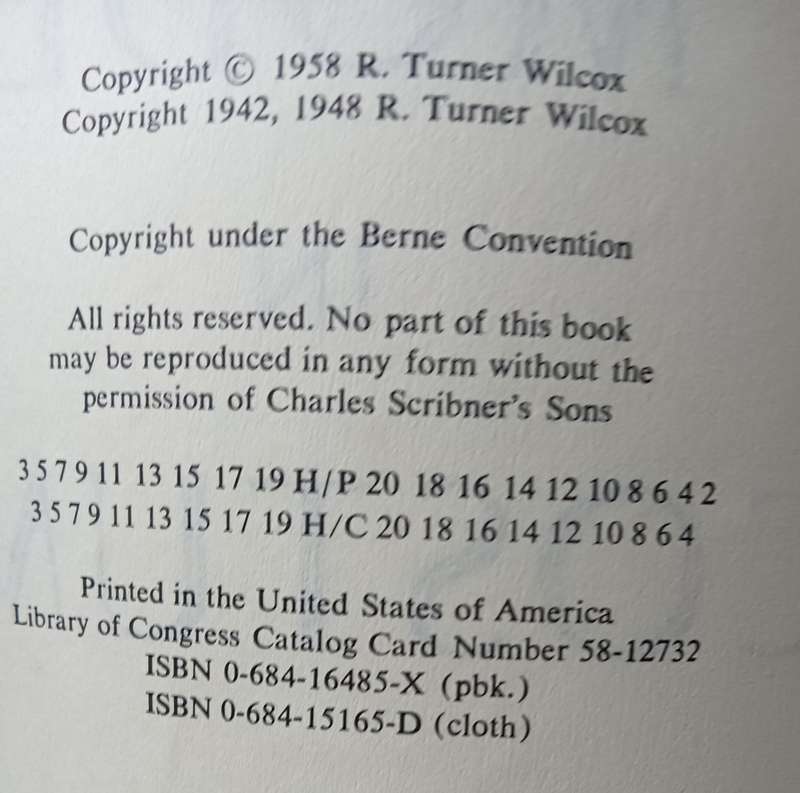 Copyright © 1958 R. Turner Wilcox
Copyright 1942, 1948 R. Turner Wilcox
Copyright under the Berne Convention
All rights reserved. No part of this book
may be reproduced in any form without the
permission of Charles Scribner's Sons
3 5 7 9 11 13 15 17 19 H/P 20 18 16 14 12 10 8 6 4 2
3 5 7 9 11 13 15 17 19 H/C 20 18 16 14 12 10 8 6 4
Printed in the United States of America
Library of Congress Catalog Card Number 58-12732
ISBN 0-684-16485-X (pbk.)
ISBN 0-684-15165-D (cloth)